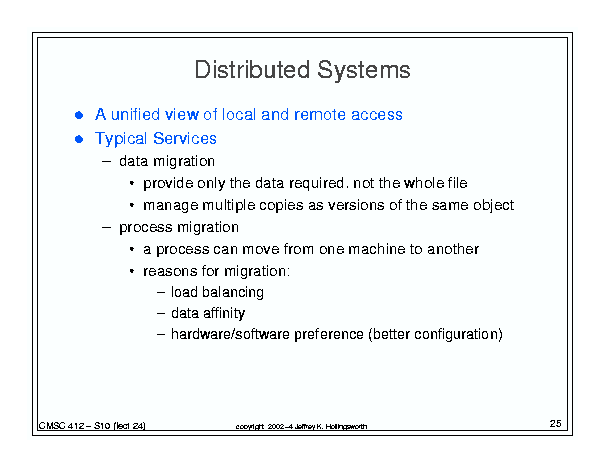 Distributed Systems
● A unified view of local and remote access
● Typical Services
– data migration
• provide only the data required, not the whole file
• manage multiple copies as versions of the same object
– process migration
• a process can move from one machine to another
• reasons for migration:
– load balancing
– data affinity
– hardware/software preference (better configuration)
CMSC 412 – S10 (lect 24)
copyright 2002–4 Jeffrey K. Hollingsworth
25